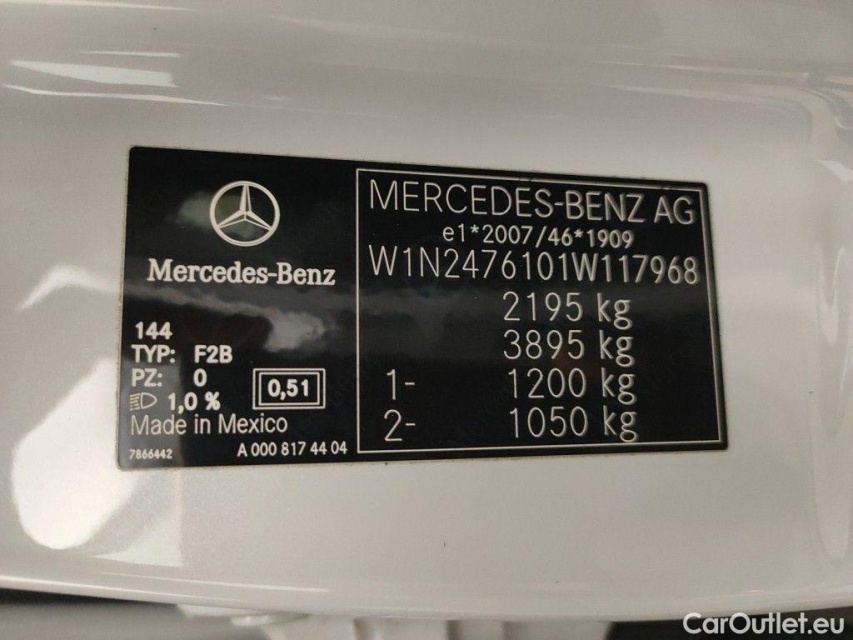 Mercedes-Benz
144
TYP: F2B
PZ: 0
0,51
1,0 %
Made in Mexico
7866442 A 000 817 44 04
MERCEDES-BENZ AG
e1*2007/46*1909
W1N2476101W117968
2195 kg
3895 kg
1- 1200 kg
2- 1050 kg
CarOutlet.eu